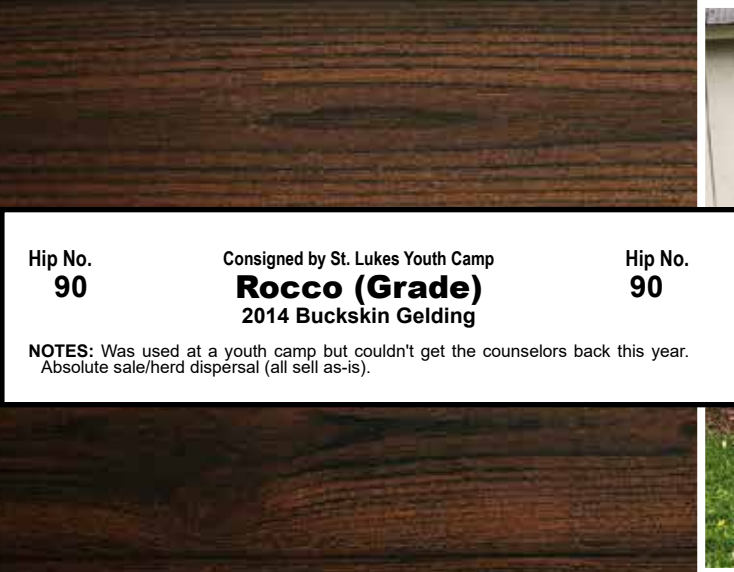 Hip No. Consigned by St. Lukes Youth Camp Hip No.
90 Rocco (Grade) 90
2014 Buckskin Gelding
NOTES: Was used at a youth camp but couldn't get the counselors back this year.
Absolute sale/herd dispersal (all sell as-is).